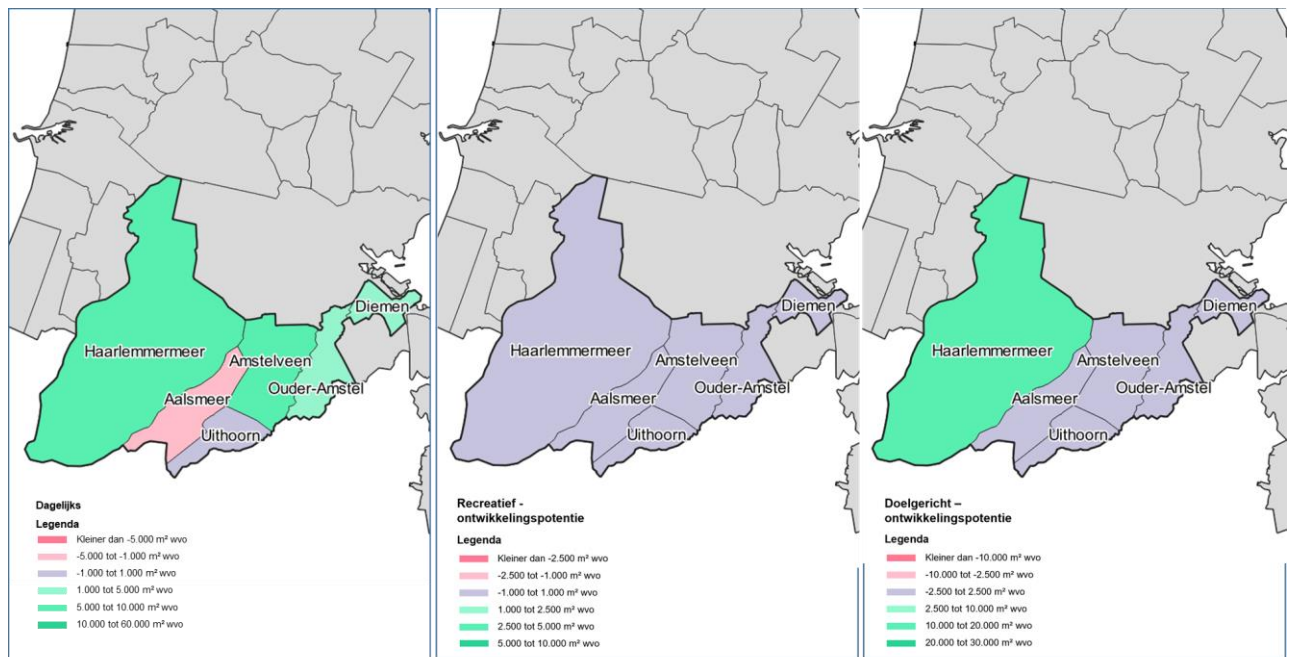 Haarlemmermeer
Amstelveen
Aalsmeer
Uithoorn
Ouder-Amstel
Diemen
Dagelijks
Legenda
Kleiner dan -5.000 m² wvo
-5.000 tot -1.000 m² wvo
-1.000 tot 1.000 m² wvo
1.000 tot 5.000 m² wvo
5.000 tot 10.000 m² wvo
10.000 tot 60.000 m² wvo
Haarlemmermeer
Amstelveen
Aalsmeer
Uithoorn
Ouder-Amstel
Diemen
Recreatief -
ontwikkelingspotentie
Legenda
Kleiner dan -2.500 m² wvo
-2.500 tot -1.000 m² wvo
-1.000 tot 1.000 m² wvo
1.000 tot 2.500 m² wvo
2.500 tot 5.000 m² wvo
5.000 tot 10.000 m² wvo
Haarlemmermeer
Amstelveen
Aalsmeer
Uithoorn
Ouder-Amstel
Diemen
Doelgericht –
ontwikkelingspotentie
Legenda
Kleiner dan -10.000 m² wvo
-10.000 tot -2.500 m² wvo
-2.500 tot 2.500 m² wvo
2.500 tot 10.000 m² wvo
10.000 tot 20.000 m² wvo
20.000 tot 30.000 m² wvo